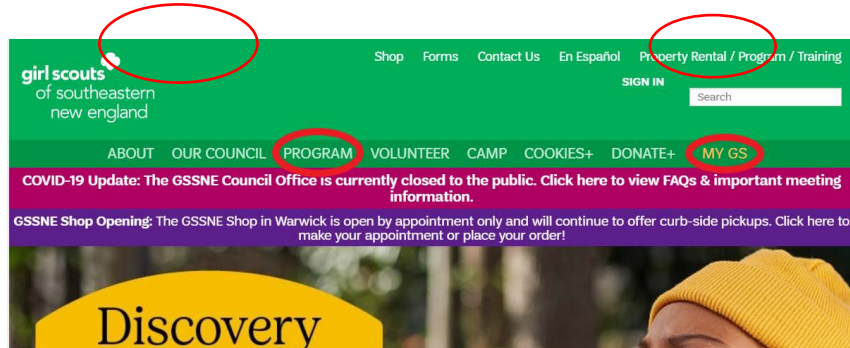 Shop Forms Contact Us En Español Property Rental / Program / Training
girl scouts
of southeastern
new england
SIGN IN
Search
ABOUT OUR COUNCIL PROGRAM VOLUNTEER CAMP COOKIES+ DONATE+ MY GS
COVID-19 Update: The GSSNE Council Office is currently closed to the public. Click here to view FAQs & important meeting
information.
GSSNE Shop Opening: The GSSNE Shop in Warwick is open by appointment only and will continue to offer curb-side pickups. Click here to
make your appointment or place your order!
Discovery